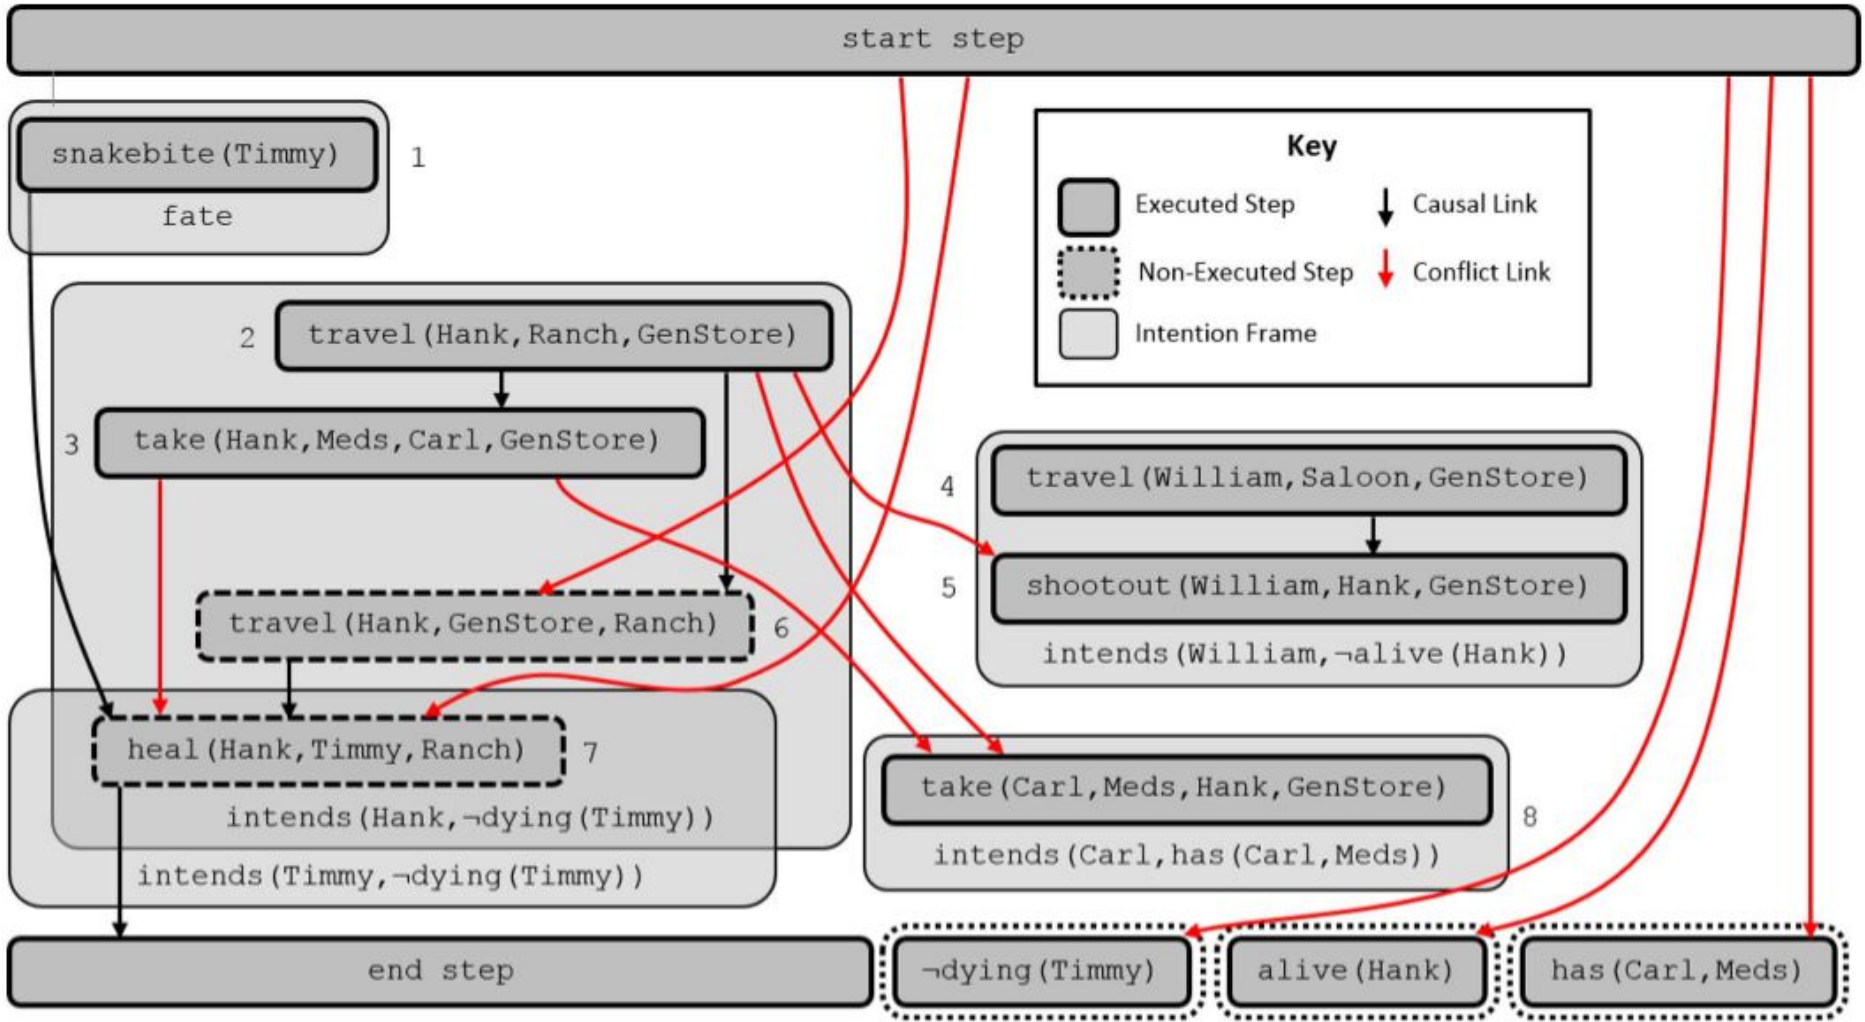 start step
snakebite(Timmy)
1
fate
Key
Executed Step
Causal Link
Non-Executed Step
Conflict Link
Intention Frame
2
travel(Hank,Ranch,GenStore)
3
take(Hank,Meds,Carl,GenStore)
4
travel(William,Saloon,GenStore)
5
shootout(William,Hank,GenStore)
intends(William,¬alive(Hank))
travel(Hank,GenStore,Ranch)
6
heal(Hank,Timmy,Ranch)
7
intends(Hank,¬dying(Timmy))
intends(Timmy,¬dying(Timmy))
take(Carl,Meds,Hank,GenStore)
8
intends(Carl,has(Carl,Meds))
end step
¬dying(Timmy)
alive(Hank)
has(Carl,Meds)